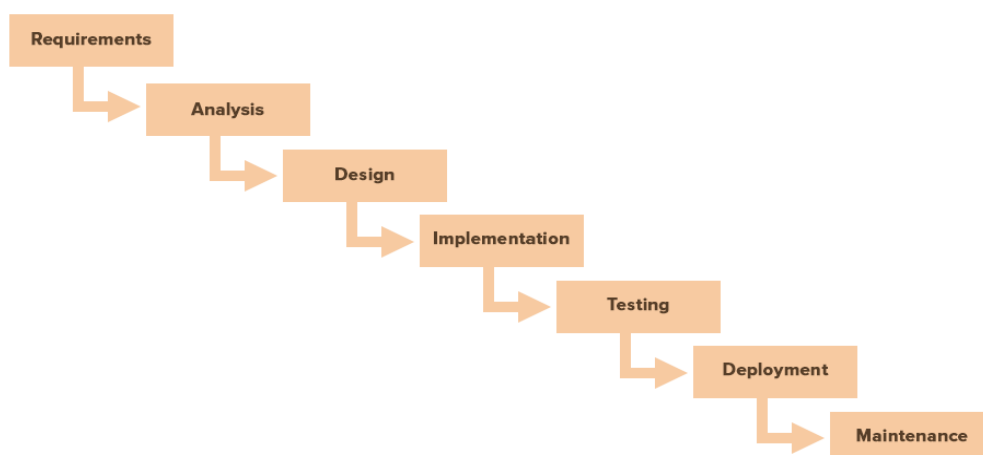 Requirements
Analysis
Design
Implementation
Testing
Deployment
Maintenance